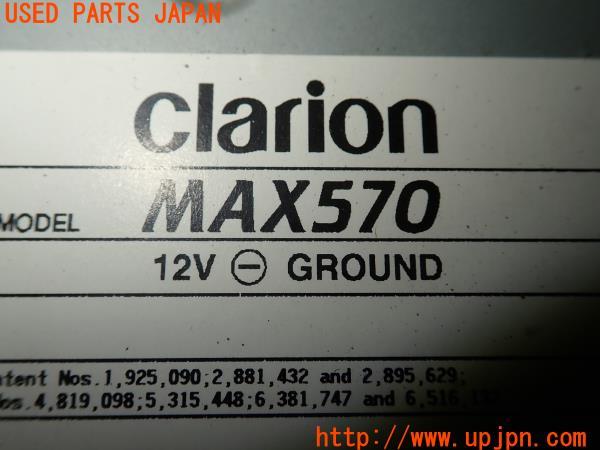 USED PARTS JAPAN
clarion
MODEL MAX570
12V ⊖ GROUND
Nos.1,925,090;2,881,432 and 2,895,629;
4,819,098;5,315,448;6,381,747 and
http://www.upjpn.com